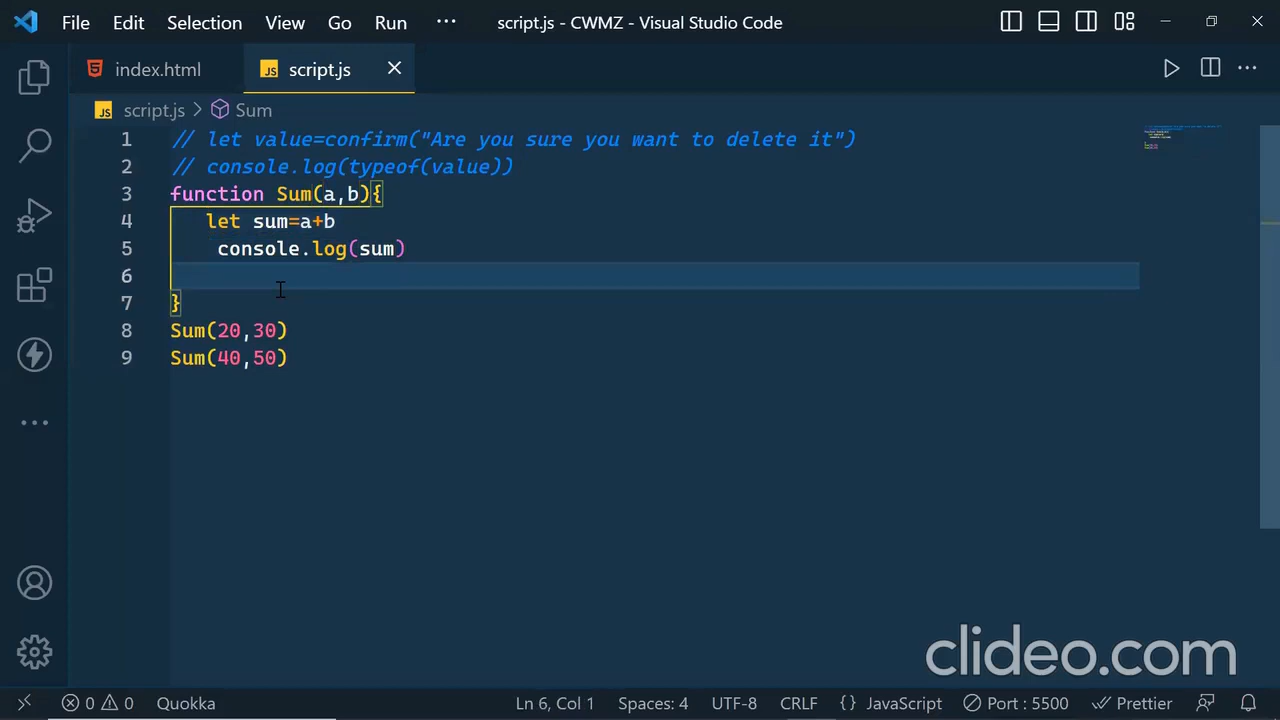 File Edit Selection View Go Run ··· script.js - CWMZ - Visual Studio Code
index.html JS script.js
JS script.js > Sum
1 // let value=confirm("Are you sure you want to delete it")
2 // console.log(typeof(value))
3 function Sum(a,b){
4 let sum=a+b
5 console.log(sum)
6
7 }
8 Sum(20,30)
9 Sum(40,50)
clideo.com
0 0 Quokka Ln 6, Col 1 Spaces: 4 UTF-8 CRLF {} JavaScript Port : 5500 Prettier